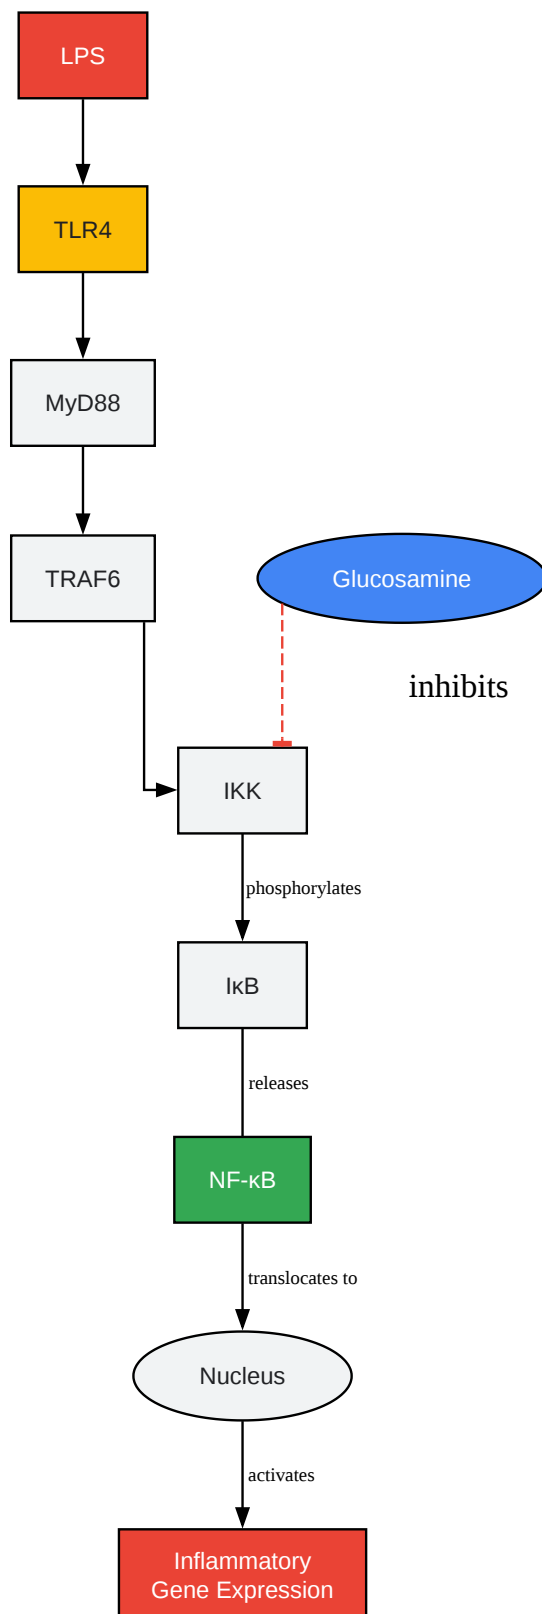 LPS
TLR4
MyD88
TRAF6
Glucosamine
inhibits
IKK
phosphorylates
IκB
releases
NF-κB
translocates to
Nucleus
activates
Inflammatory
Gene Expression